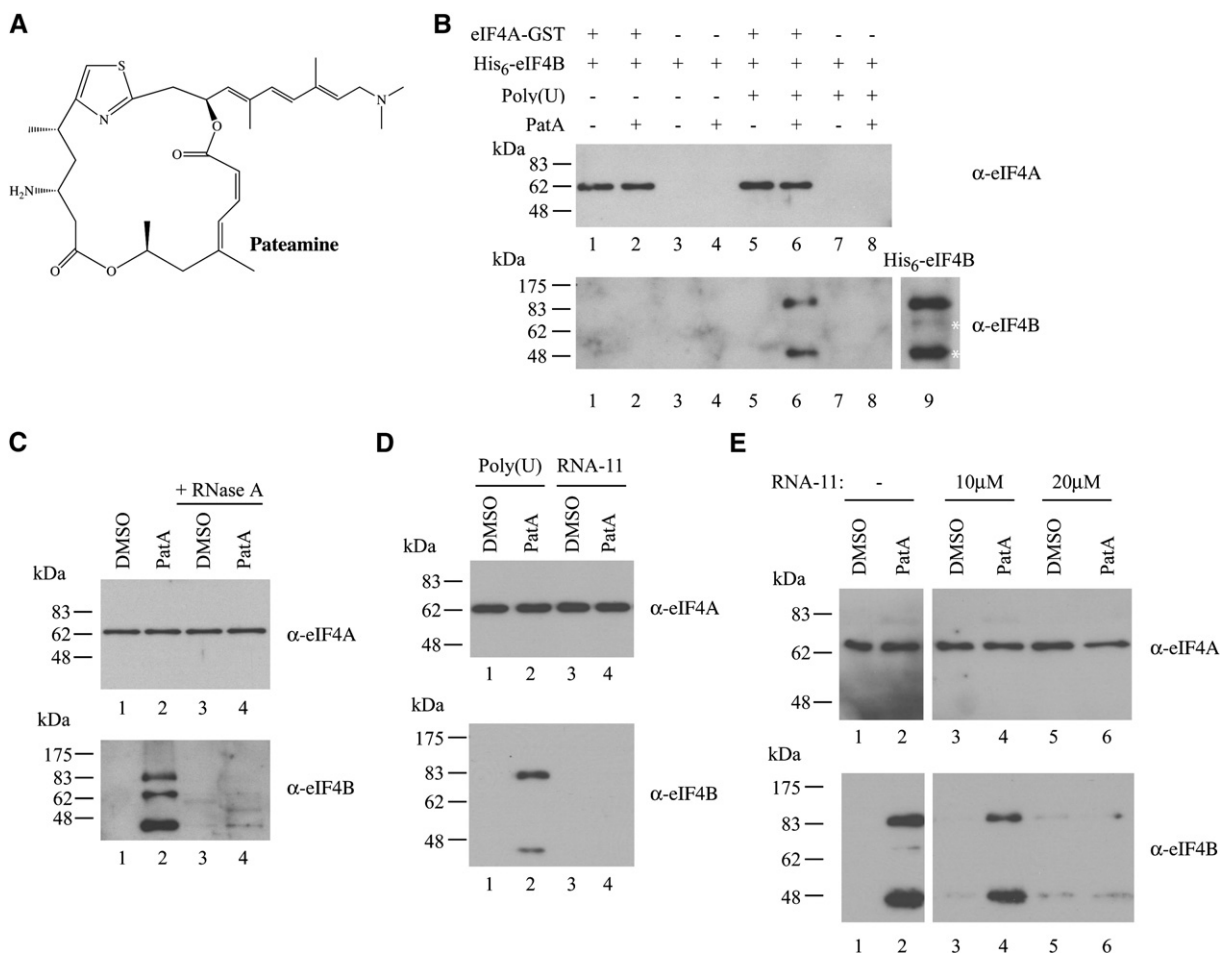 A
S
N
N
O
O
H₂N
O
O
Pateamine
B
eIF4A-GST + + - - + + - -
His₆-eIF4B + + + + + + + +
Poly(U) - - - - + + + +
PatA - + - + - + - +
kDa
83
62
48
α-eIF4A
1 2 3 4 5 6 7 8
kDa
His₆-eIF4B
175
83
62
48
*
*
α-eIF4B
1 2 3 4 5 6 7 8 9
C
+ RNase A
DMSO PatA DMSO PatA
kDa
83
62
48
α-eIF4A
1 2 3 4
kDa
175
83
62
48
α-eIF4B
1 2 3 4
D
Poly(U) RNA-11
DMSO PatA DMSO PatA
kDa
83
62
48
α-eIF4A
1 2 3 4
kDa
175
83
62
48
α-eIF4B
1 2 3 4
E
RNA-11: - 10μM 20μM
DMSO PatA DMSO PatA DMSO PatA
kDa
83
62
48
α-eIF4A
1 2 3 4 5 6
kDa
175
83
62
48
α-eIF4B
1 2 3 4 5 6